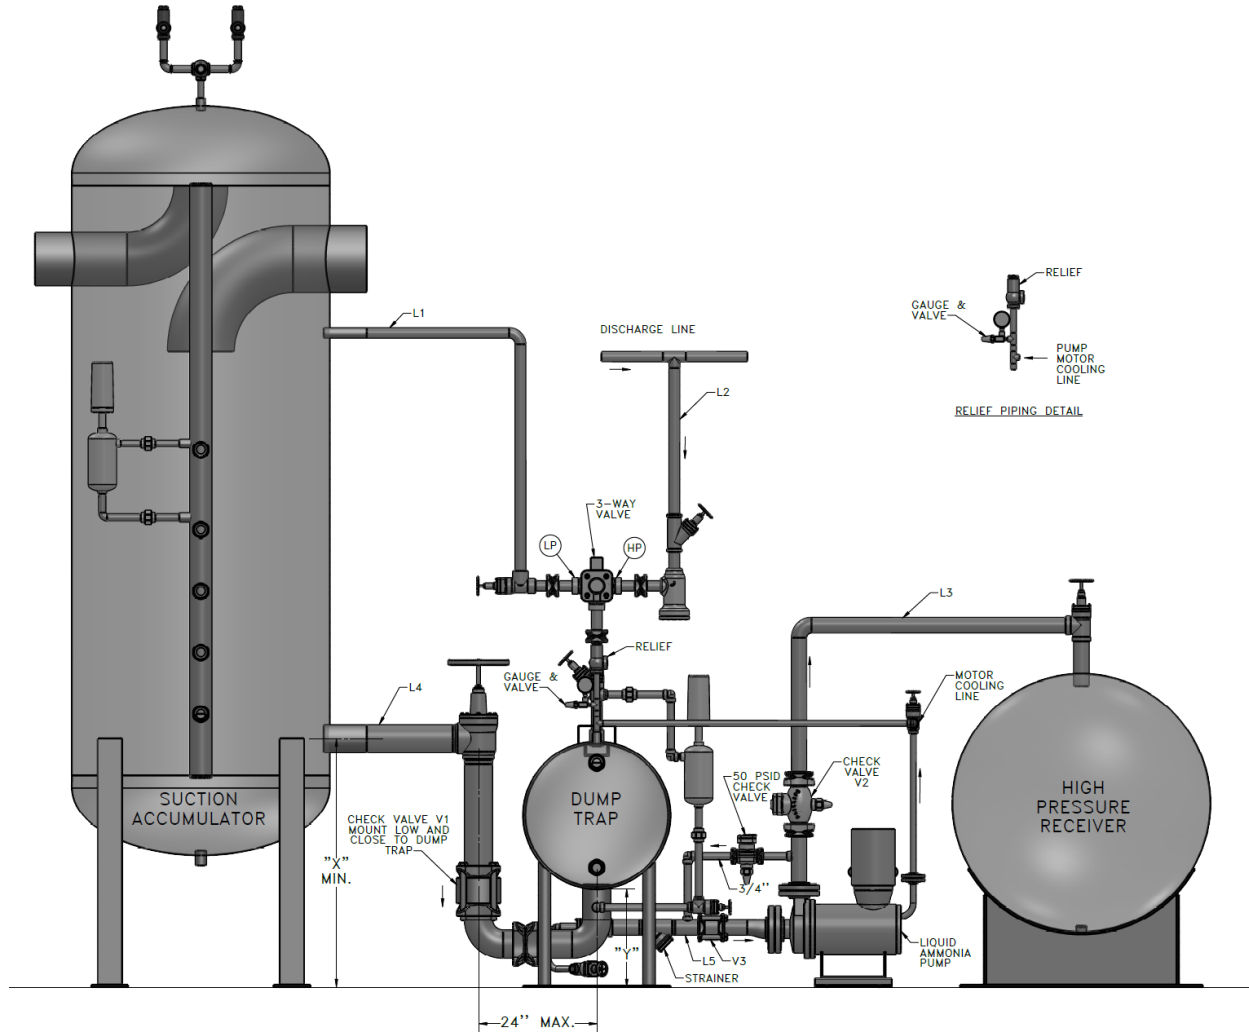 L1
DISCHARGE LINE
L2
RELIEF
GAUGE &
VALVE
PUMP
MOTOR
COOLING
LINE
RELIEF PIPING DETAIL
3-WAY
VALVE
LP
HP
L3
RELIEF
GAUGE &
VALVE
L4
MOTOR
COOLING
LINE
50 PSID
CHECK
VALVE
CHECK
VALVE
V2
SUCTION
ACCUMULATOR
DUMP
TRAP
HIGH
PRESSURE
RECEIVER
CHECK VALVE V1
MOUNT LOW AND
CLOSE TO DUMP
TRAP
"X"
MIN.
3/4"
"Y"
L5
V3
STRAINER
LIQUID
AMMONIA
PUMP
24" MAX.